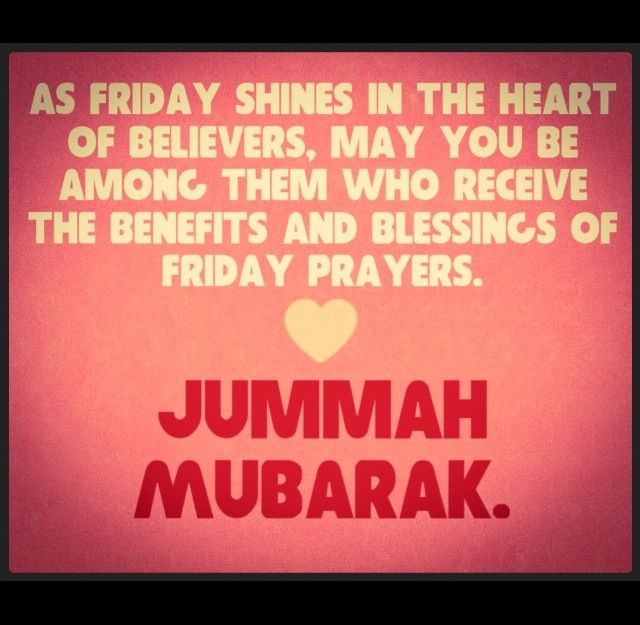 AS FRIDAY SHINES IN THE HEART
OF BELIEVERS, MAY YOU BE
AMONG THEM WHO RECEIVE
THE BENEFITS AND BLESSINGS OF
FRIDAY PRAYERS.
JUMMAH
MUBARAK.